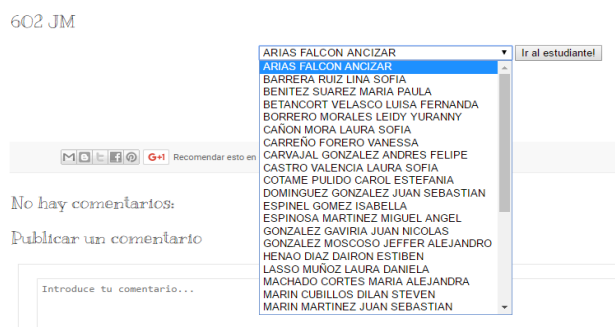 602 JM
ARIAS FALCON ANCIZAR
Ir al estudiante!
ARIAS FALCON ANCIZAR
BARRERA RUIZ LINA SOFIA
BENITEZ SUAREZ MARIA PAULA
BETANCORT VELASCO LUISA FERNANDA
BORRERO MORALES LEIDY YURANNY
CAÑON MORA LAURA SOFIA
CARREÑO FORERO VANESSA
CARVAJAL GONZALEZ ANDRES FELIPE
CASTRO VALENCIA LAURA SOFIA
COTAME PULIDO CAROL ESTEFANIA
DOMINGUEZ GONZALEZ JUAN SEBASTIAN
ESPINEL GOMEZ ISABELLA
ESPINOSA MARTINEZ MIGUEL ANGEL
GONZALEZ GAVIRIA JUAN NICOLAS
GONZALEZ MOSCOSO JEFFER ALEJANDRO
HENAO DIAZ DAIRON ESTIBEN
LASSO MUÑOZ LAURA DANIELA
MACHADO CORTES MARIA ALEJANDRA
MARIN CUBILLOS DILAN STEVEN
MARIN MARTINEZ JUAN SEBASTIAN
G+1 Recomendar esto en
No hay comentarios:
Publicar un comentario
Introduce tu comentario...